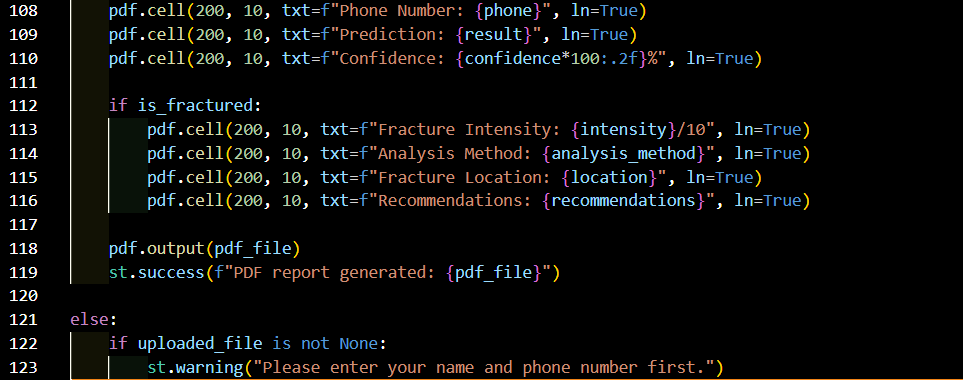 108 pdf.cell(200, 10, txt=f"Phone Number: {phone}", ln=True)
109 pdf.cell(200, 10, txt=f"Prediction: {result}", ln=True)
110 pdf.cell(200, 10, txt=f"Confidence: {confidence*100:.2f}%", ln=True)
111
112 if is_fractured:
113 pdf.cell(200, 10, txt=f"Fracture Intensity: {intensity}/10", ln=True)
114 pdf.cell(200, 10, txt=f"Analysis Method: {analysis_method}", ln=True)
115 pdf.cell(200, 10, txt=f"Fracture Location: {location}", ln=True)
116 pdf.cell(200, 10, txt=f"Recommendations: {recommendations}", ln=True)
117
118 pdf.output(pdf_file)
119 st.success(f"PDF report generated: {pdf_file}")
120
121 else:
122 if uploaded_file is not None:
123 st.warning("Please enter your name and phone number first.")